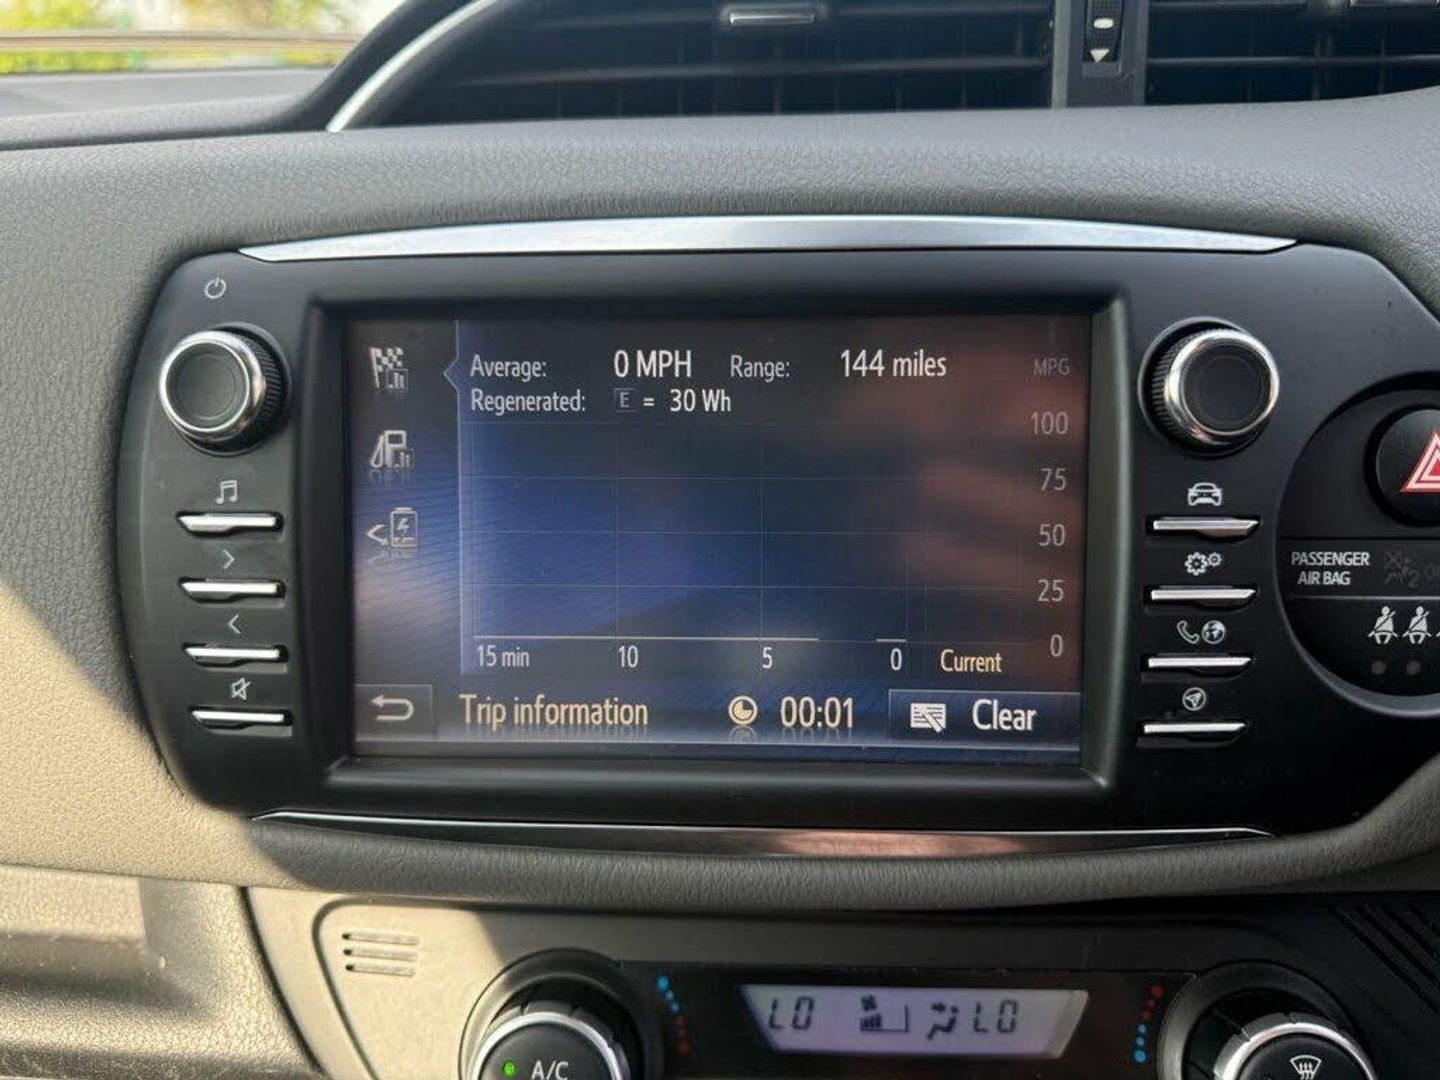 Average: 0 MPH Range: 144 miles MPG
Regenerated: E = 30 Wh
100
75
50
25
0
15 min 10 5 0 Current
Trip information 00:01 Clear
PASSENGER
AIR BAG
2
LO LO
A/C